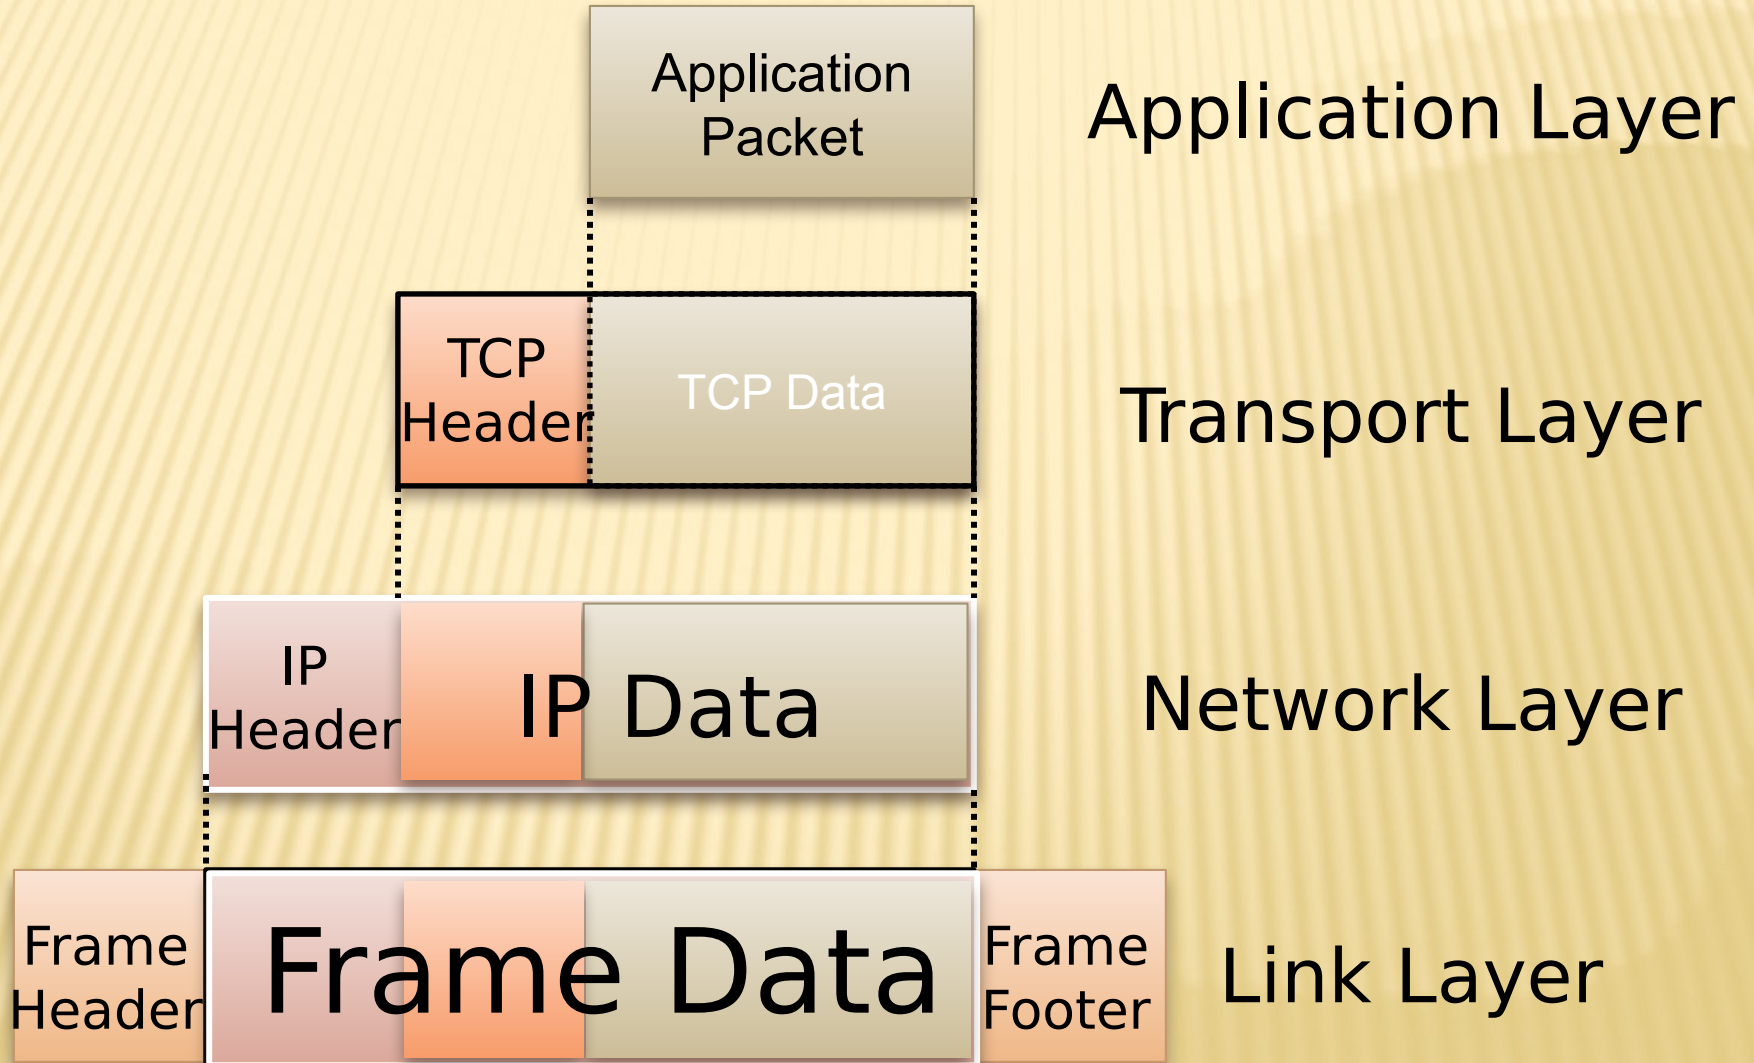 Application
Packet
Application Layer
TCP
Header
TCP Data
Transport Layer
IP
Header
IP Data
Network Layer
Frame
Header
Frame Data
Frame
Footer
Link Layer